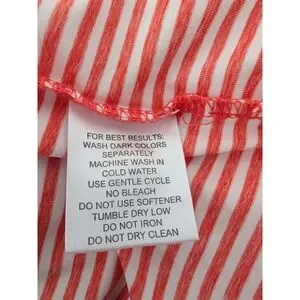 FOR BEST RESULTS:
WASH DARK COLORS
SEPARATELY
MACHINE WASH IN
COLD WATER
USE GENTLE CYCLE
NO BLEACH
DO NOT USE SOFTENER
TUMBLE DRY LOW
DO NOT IRON
DO NOT DRY CLEAN